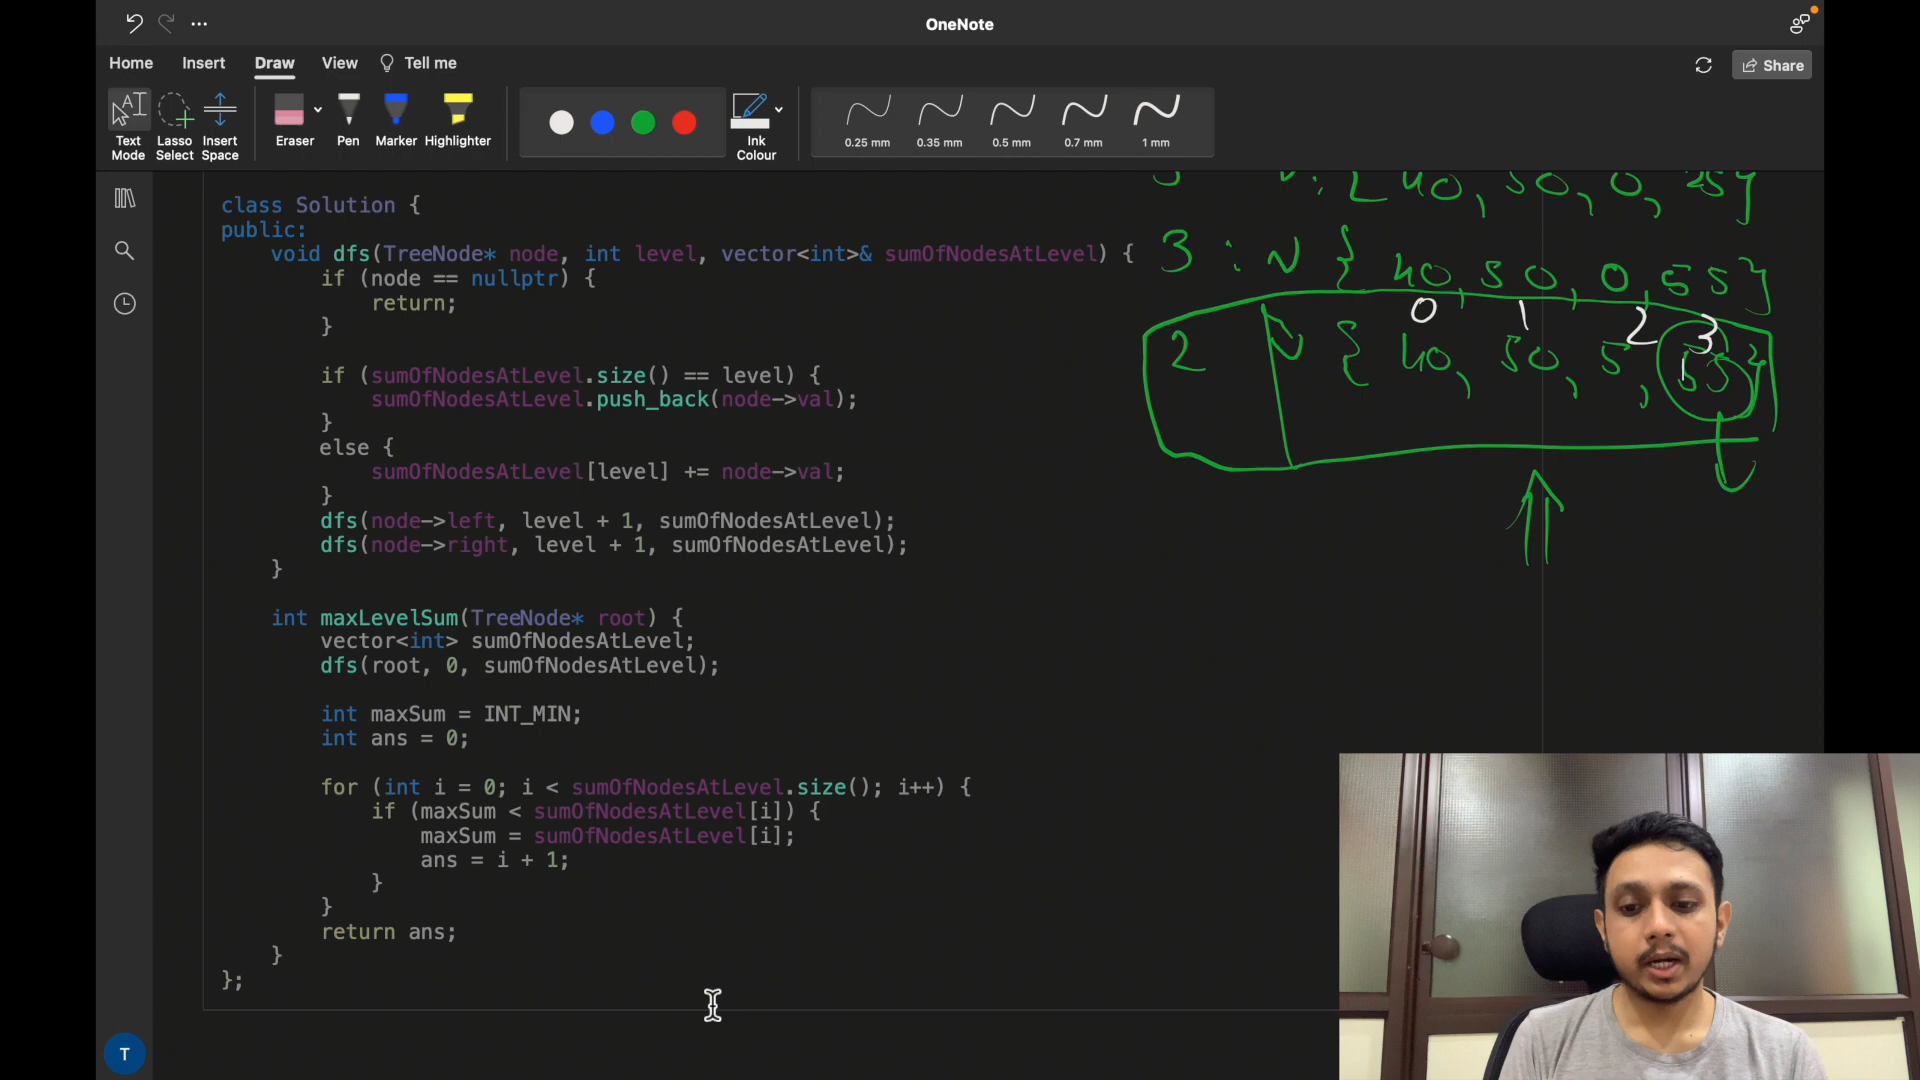 OneNote
Home Insert Draw View Tell me
Share
Text Mode
Lasso Select
Insert Space
Eraser
Pen
Marker
Highlighter
Ink Colour
0.25 mm
0.35 mm
0.5 mm
0.7 mm
1 mm
class Solution {
public:
void dfs(TreeNode* node, int level, vector<int>& sumOfNodesAtLevel) {
if (node == nullptr) {
return;
}
if (sumOfNodesAtLevel.size() == level) {
sumOfNodesAtLevel.push_back(node->val);
}
else {
sumOfNodesAtLevel[level] += node->val;
}
dfs(node->left, level + 1, sumOfNodesAtLevel);
dfs(node->right, level + 1, sumOfNodesAtLevel);
}
int maxLevelSum(TreeNode* root) {
vector<int> sumOfNodesAtLevel;
dfs(root, 0, sumOfNodesAtLevel);
int maxSum = INT_MIN;
int ans = 0;
for (int i = 0; i < sumOfNodesAtLevel.size(); i++) {
if (maxSum < sumOfNodesAtLevel[i]) {
maxSum = sumOfNodesAtLevel[i];
ans = i + 1;
}
}
return ans;
}
};
3 : N { 40, 50, 0, 55 }
0 1 2 3
2 N { 40, 50, 5, 55 }
T